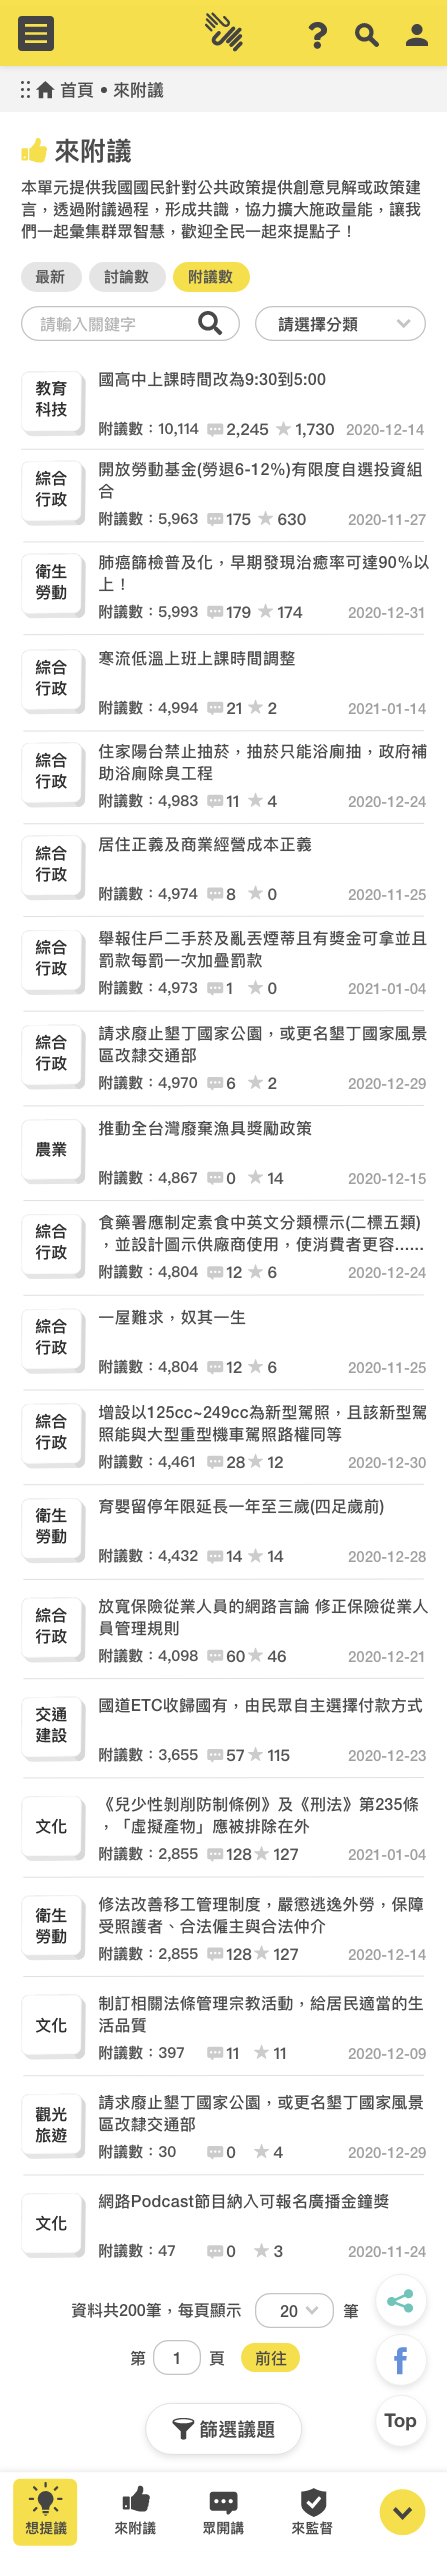 首頁 • 來附議
來附議
本單元提供我國國民針對公共政策提供創意見解或政策建
言，透過附議過程，形成共識，協力擴大施政量能，讓我
們一起彙集群眾智慧，歡迎全民一起來提點子！
最新 討論數 附議數
請輸入關鍵字 請選擇分類
教育
科技
國高中上課時間改為9:30到5:00
附議數：10,114 2,245 1,730 2020-12-14
綜合
行政
開放勞動基金(勞退6-12%)有限度自選投資組
合
附議數：5,963 175 630 2020-11-27
衛生
勞動
肺癌篩檢普及化，早期發現治癒率可達90%以
上！
附議數：5,993 179 174 2020-12-31
綜合
行政
寒流低溫上班上課時間調整
附議數：4,994 21 2 2021-01-14
綜合
行政
住家陽台禁止抽菸，抽菸只能浴廁抽，政府補
助浴廁除臭工程
附議數：4,983 11 4 2020-12-24
綜合
行政
居住正義及商業經營成本正義
附議數：4,974 8 0 2020-11-25
綜合
行政
舉報住戶二手菸及亂丟煙蒂且有獎金可拿並且
罰款每罰一次加疊罰款
附議數：4,973 1 0 2021-01-04
綜合
行政
請求廢止墾丁國家公園，或更名墾丁國家風景
區改隸交通部
附議數：4,970 6 2 2020-12-29
農業
推動全台灣廢棄漁具獎勵政策
附議數：4,867 0 14 2020-12-15
綜合
行政
食藥署應制定素食中英文分類標示(二標五類)
，並設計圖示供廠商使用，使消費者更容......
附議數：4,804 12 6 2020-12-24
綜合
行政
一屋難求，奴其一生
附議數：4,804 12 6 2020-11-25
綜合
行政
增設以125cc~249cc為新型駕照，且該新型駕
照能與大型重型機車駕照路權同等
附議數：4,461 28 12 2020-12-30
衛生
勞動
育嬰留停年限延長一年至三歲(四足歲前)
附議數：4,432 14 14 2020-12-28
綜合
行政
放寬保險從業人員的網路言論 修正保險從業人
員管理規則
附議數：4,098 60 46 2020-12-21
交通
建設
國道ETC收歸國有，由民眾自主選擇付款方式
附議數：3,655 57 115 2020-12-23
文化
《兒少性剝削防制條例》及《刑法》第235條
，「虛擬產物」應被排除在外
附議數：2,855 128 127 2021-01-04
衛生
勞動
修法改善移工管理制度，嚴懲逃逸外勞，保障
受照護者、合法僱主與合法仲介
附議數：2,855 128 127 2020-12-14
文化
制訂相關法條管理宗教活動，給居民適當的生
活品質
附議數：397 11 11 2020-12-09
觀光
旅遊
請求廢止墾丁國家公園，或更名墾丁國家風景
區改隸交通部
附議數：30 0 4 2020-12-29
文化
網路Podcast節目納入可報名廣播金鐘獎
附議數：47 0 3 2020-11-24
資料共200筆，每頁顯示 20 筆
第 1 頁 前往
Top
篩選議題
想提議 來附議 眾開講 來監督